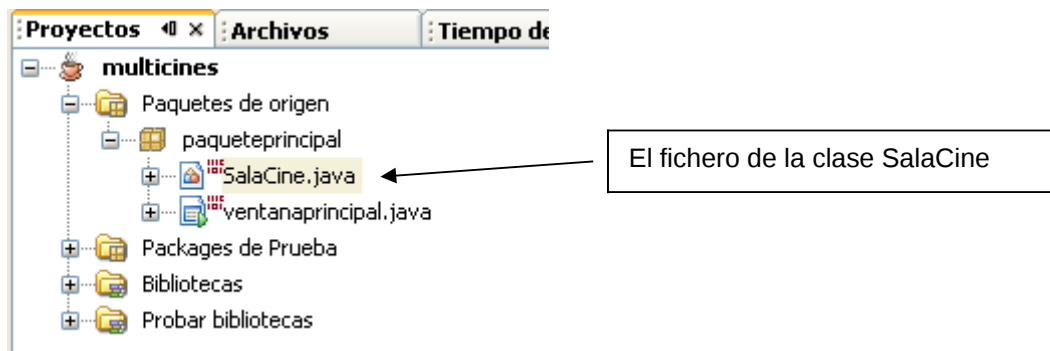 Proyectos Archivos Tiempo de
multicines
Paquetes de origen
paqueteprincipal
SalaCine.java
El fichero de la clase SalaCine
ventanaprincipal.java
Packages de Prueba
Bibliotecas
Probar bibliotecas